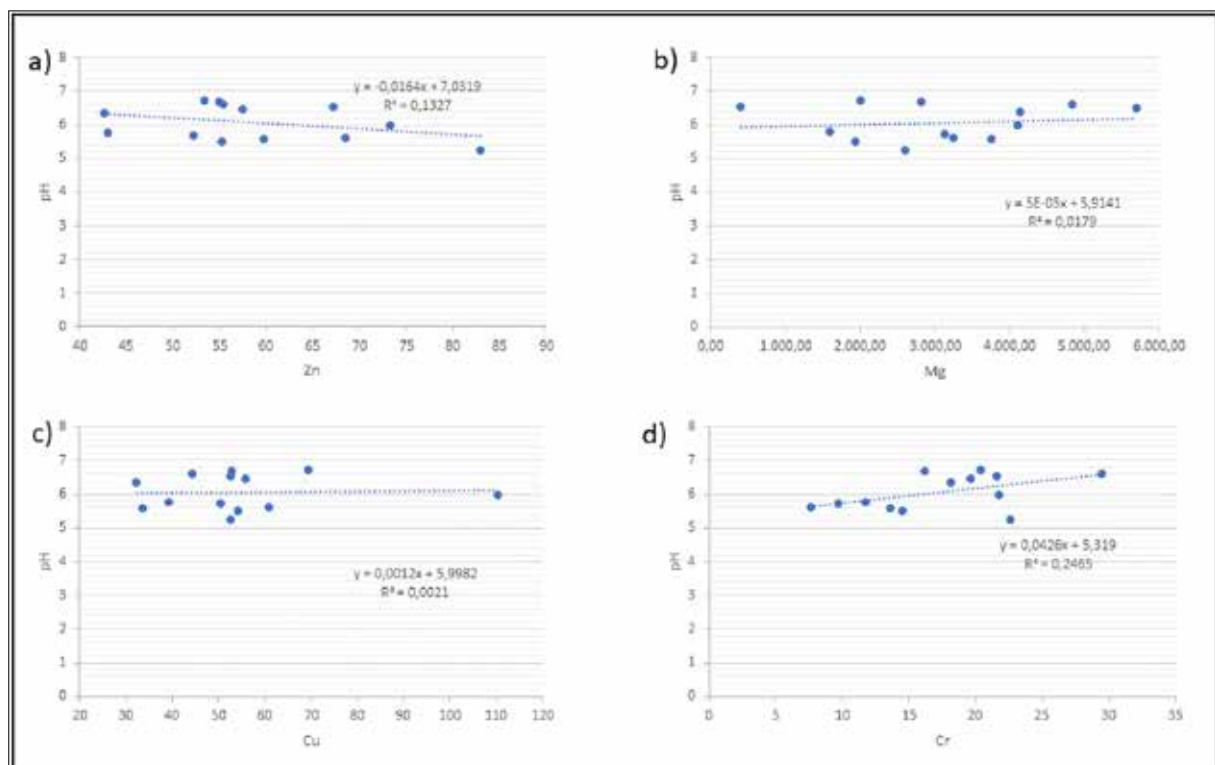 a)
8
7
6
5
4
3
2
1
0
pH
y = -0,0164x + 7,0319
R² = 0,1327
40 45 50 55 60 65 70 75 80 85 90
Zn
b)
8
7
6
5
4
3
2
1
0
pH
y = 5E-05x + 5,9141
R² = 0,0179
0,00 1.000,00 2.000,00 3.000,00 4.000,00 5.000,00 6.000,00
Mg
c)
8
7
6
5
4
3
2
1
0
pH
y = 0,0012x + 5,9982
R² = 0,0021
20 30 40 50 60 70 80 90 100 110 120
Cu
d)
8
7
6
5
4
3
2
1
0
pH
y = 0,0426x + 5,319
R² = 0,2465
0 5 10 15 20 25 30 35
Cr